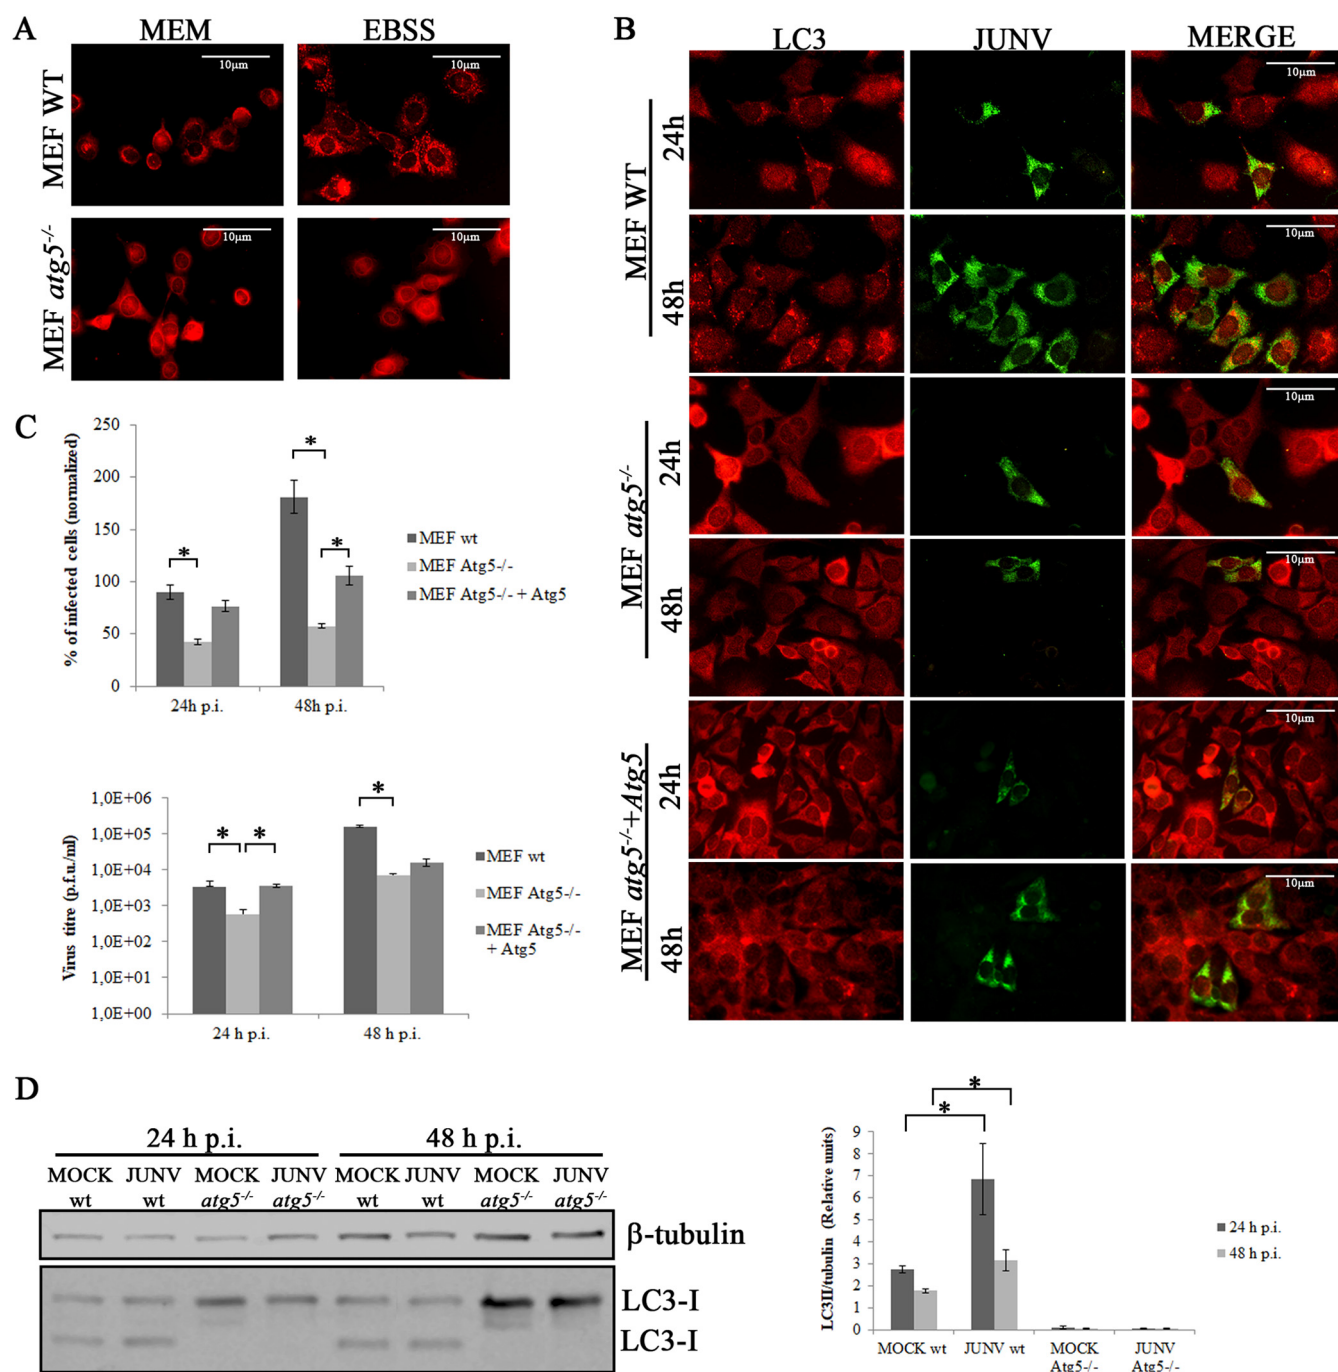 A
MEM
EBSS
MEF WT
10μm
10μm
MEF atg5-/-
10μm
10μm
B
LC3
JUNV
MERGE
MEF WT
24h
10μm
48h
10μm
MEF atg5-/-
24h
10μm
48h
10μm
MEF atg5-/-+Atg5
24h
10μm
48h
10μm
C
% of infected cells (normalized)
250
200
150
100
50
0
*
*
*
24h p.i.
48h p.i.
MEF wt
MEF Atg5-/-
MEF Atg5-/- + Atg5
Virus titre (p.f.u./ml)
1,0E+06
1,0E+05
1,0E+04
1,0E+03
1,0E+02
1,0E+01
1,0E+00
*
*
*
24 h p.i.
48 h p.i.
MEF wt
MEF Atg5-/-
MEF Atg5-/-
+ Atg5
D
24 h p.i.
48 h p.i.
MOCK JUNV MOCK JUNV MOCK JUNV MOCK JUNV
wt wt atg5-/- atg5-/- wt wt atg5-/- atg5-/-
β-tubulin
LC3-I
LC3-I
*
*
LC3II/tubulin (Relative units)
9
8
7
6
5
4
3
2
1
0
MOCK wt JUNV wt MOCK JUNV
Atg5-/- Atg5-/-
24 h p.i.
48 h p.i.